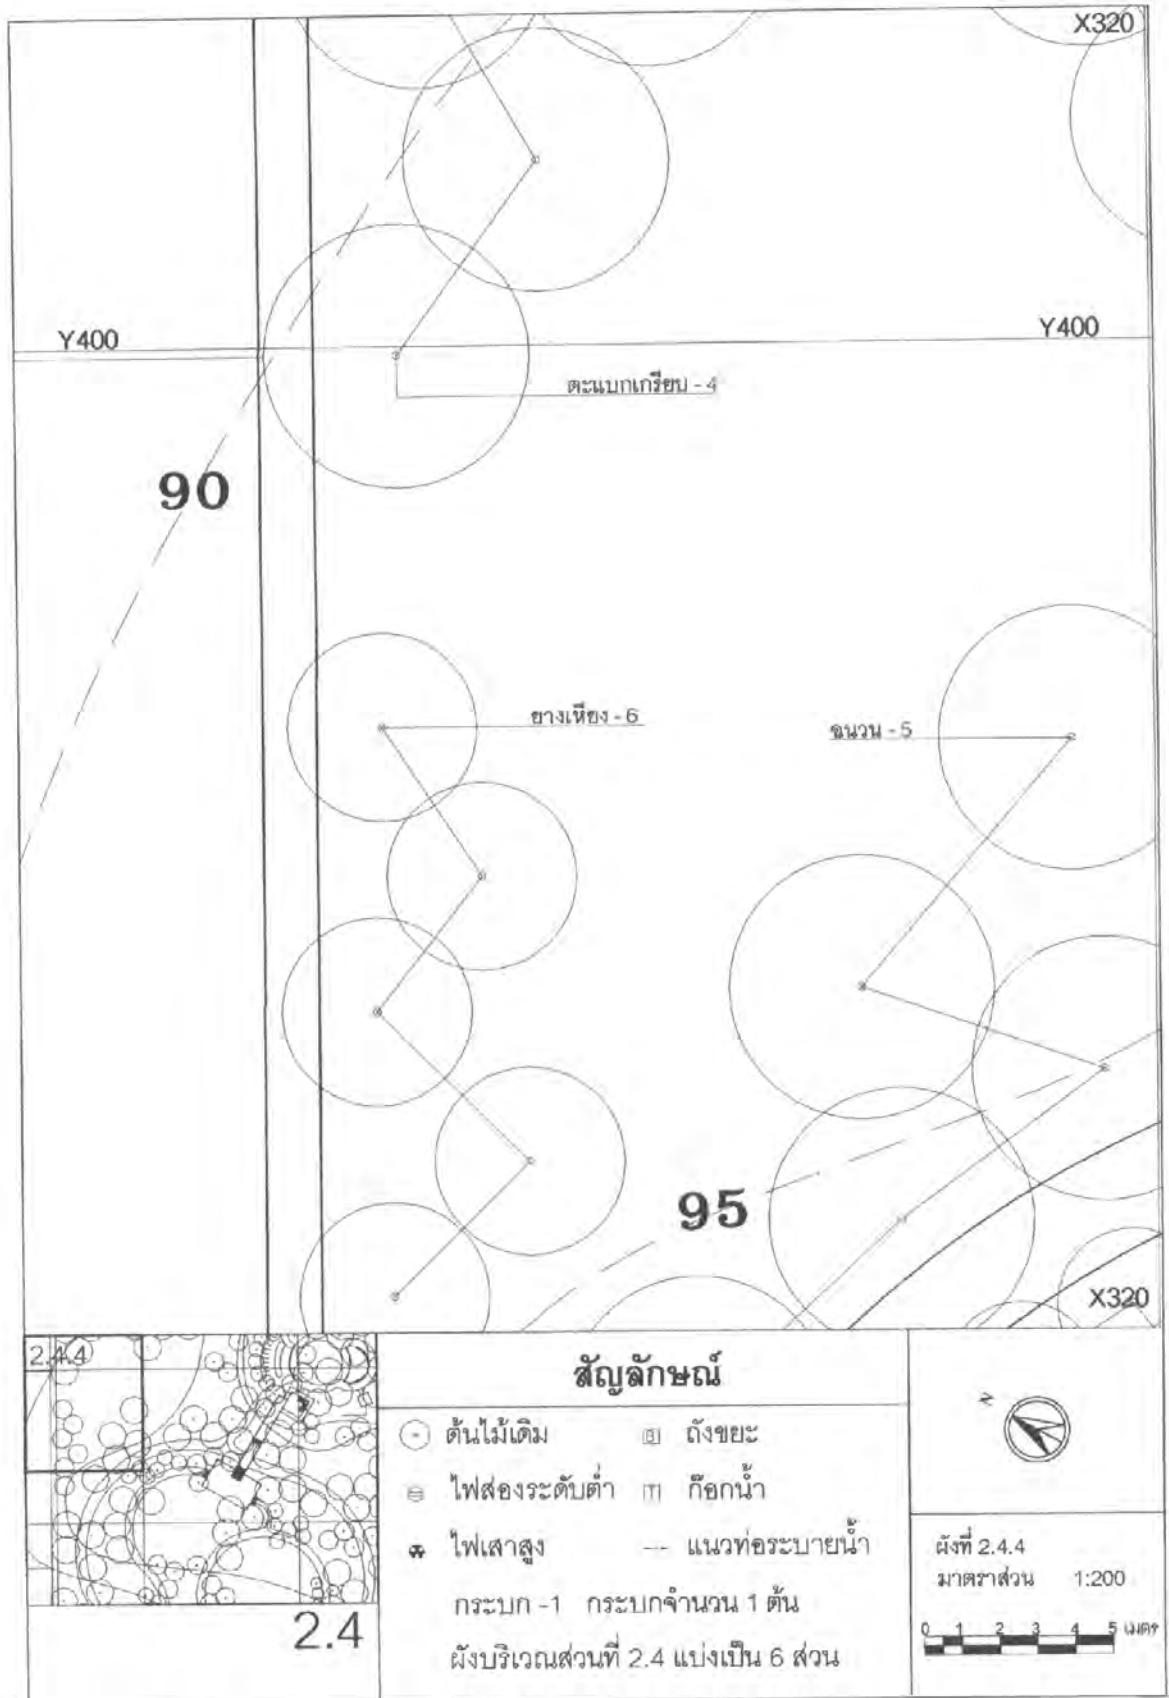 X320
Y400
Y400
ตะแบกเกรียบ - 4
90
ยางเหียง - 6
ฉนวน - 5
95
X320
2.4.4
2.4
สัญลักษณ์
ต้นไม้เดิม
ถังขยะ
ไฟส่องระดับต่ำ
ก๊อกน้ำ
ไฟเสาสูง
แนวท่อระบายน้ำ
กระบก -1 กระบกจำนวน 1 ต้น
ผังบริเวณส่วนที่ 2.4 แบ่งเป็น 6 ส่วน
N
ผังที่ 2.4.4
มาตราส่วน 1:200
0 1 2 3 4 5 เมตร